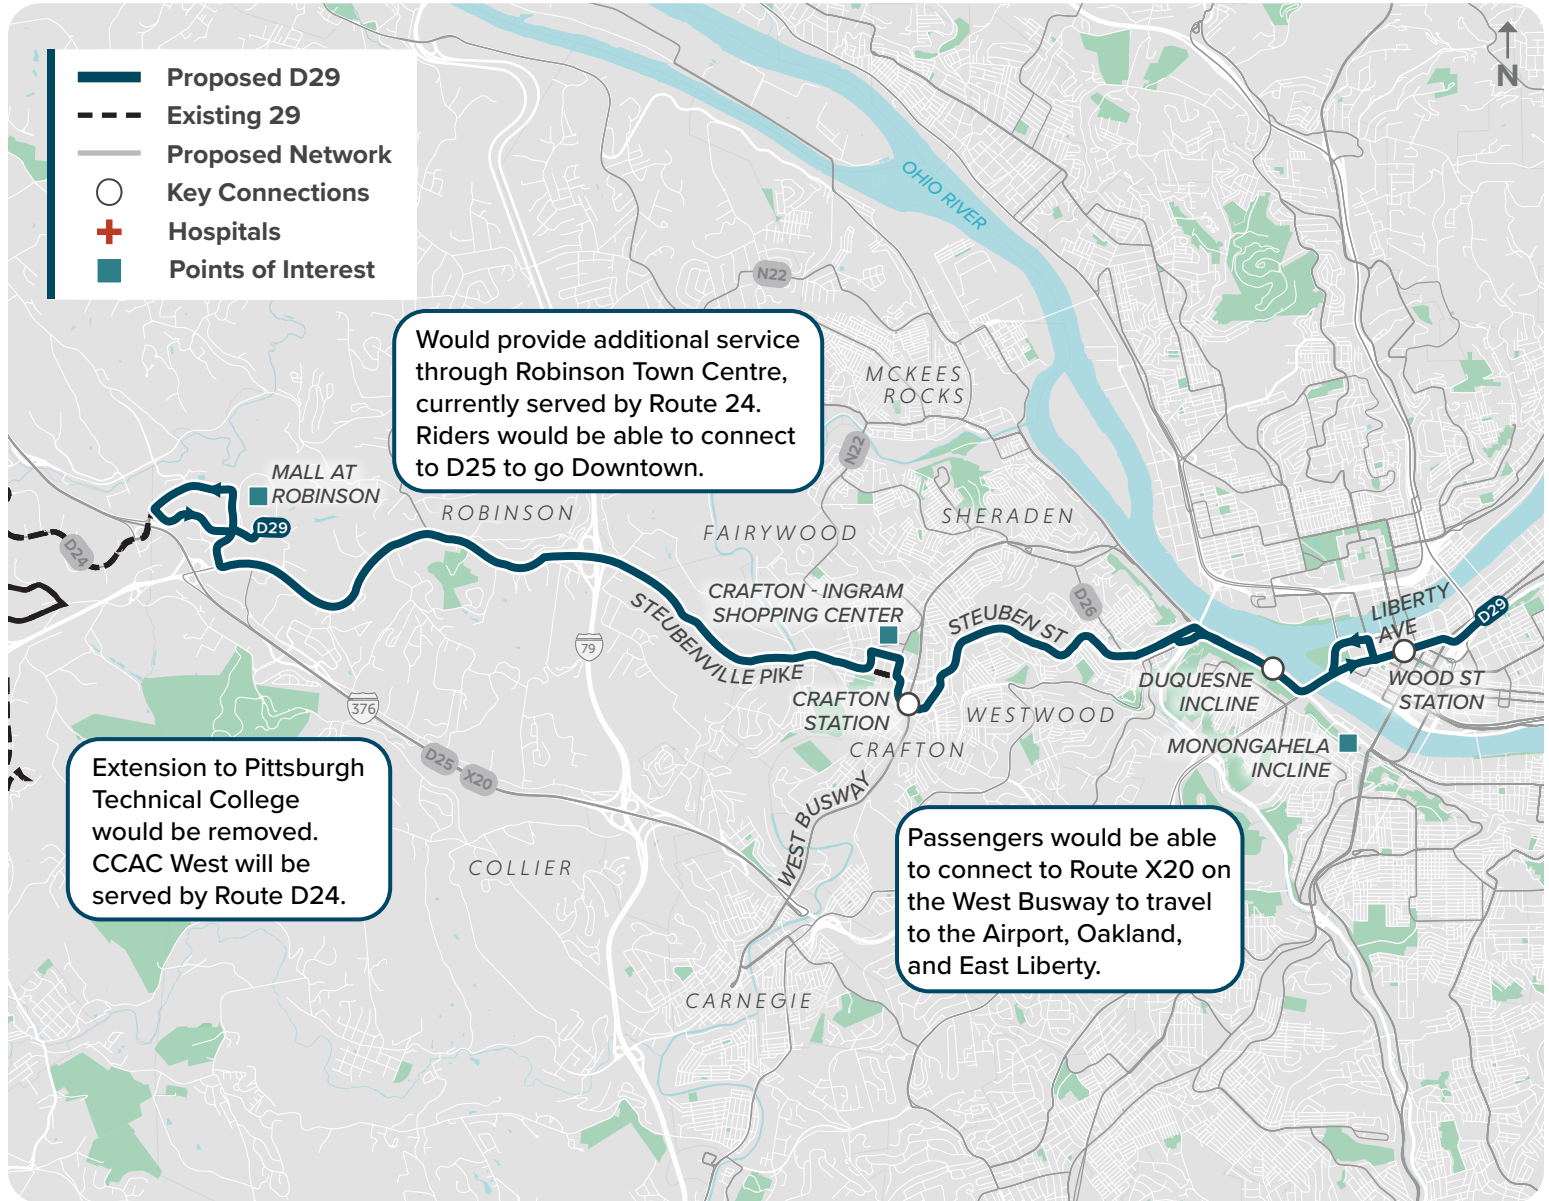 N
Proposed D29
Existing 29
Proposed Network
Key Connections
Hospitals
Points of Interest
OHIO RIVER
N22
Would provide additional service
through Robinson Town Centre,
currently served by Route 24.
Riders would be able to connect
to D25 to go Downtown.
MCKEES
ROCKS
N22
MALL AT
ROBINSON
D29
D24
ROBINSON
FAIRYWOOD
SHERADEN
CRAFTON - INGRAM
SHOPPING CENTER
STEUBENVILLE PIKE
STEUBEN ST
D26
LIBERTY
AVE
D29
79
376
CRAFTON
STATION
WESTWOOD
CRAFTON
DUQUESNE
INCLINE
WOOD ST
STATION
MONONGAHELA
INCLINE
D25
X20
WEST BUSWAY
Extension to Pittsburgh
Technical College
would be removed.
CCAC West will be
served by Route D24.
COLLIER
Passengers would be able
to connect to Route X20 on
the West Busway to travel
to the Airport, Oakland,
and East Liberty.
CARNEGIE